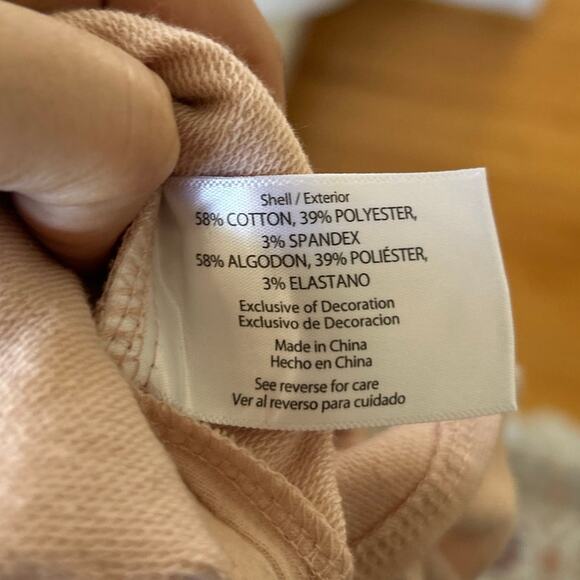 Shell / Exterior
58% COTTON, 39% POLYESTER,
3% SPANDEX
58% ALGODON, 39% POLIÉSTER,
3% ELASTANO
Exclusive of Decoration
Exclusivo de Decoracion
Made in China
Hecho en China
See reverse for care
Ver al reverso para cuidado